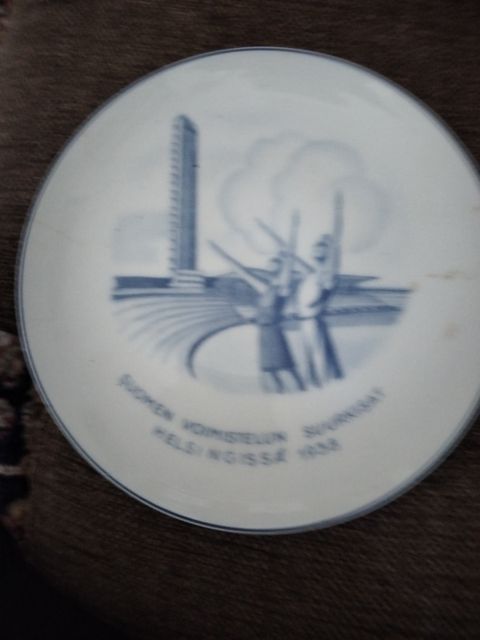 SUOMEN VOIMISTELUN SUURKISAT
HELSINGISSÄ